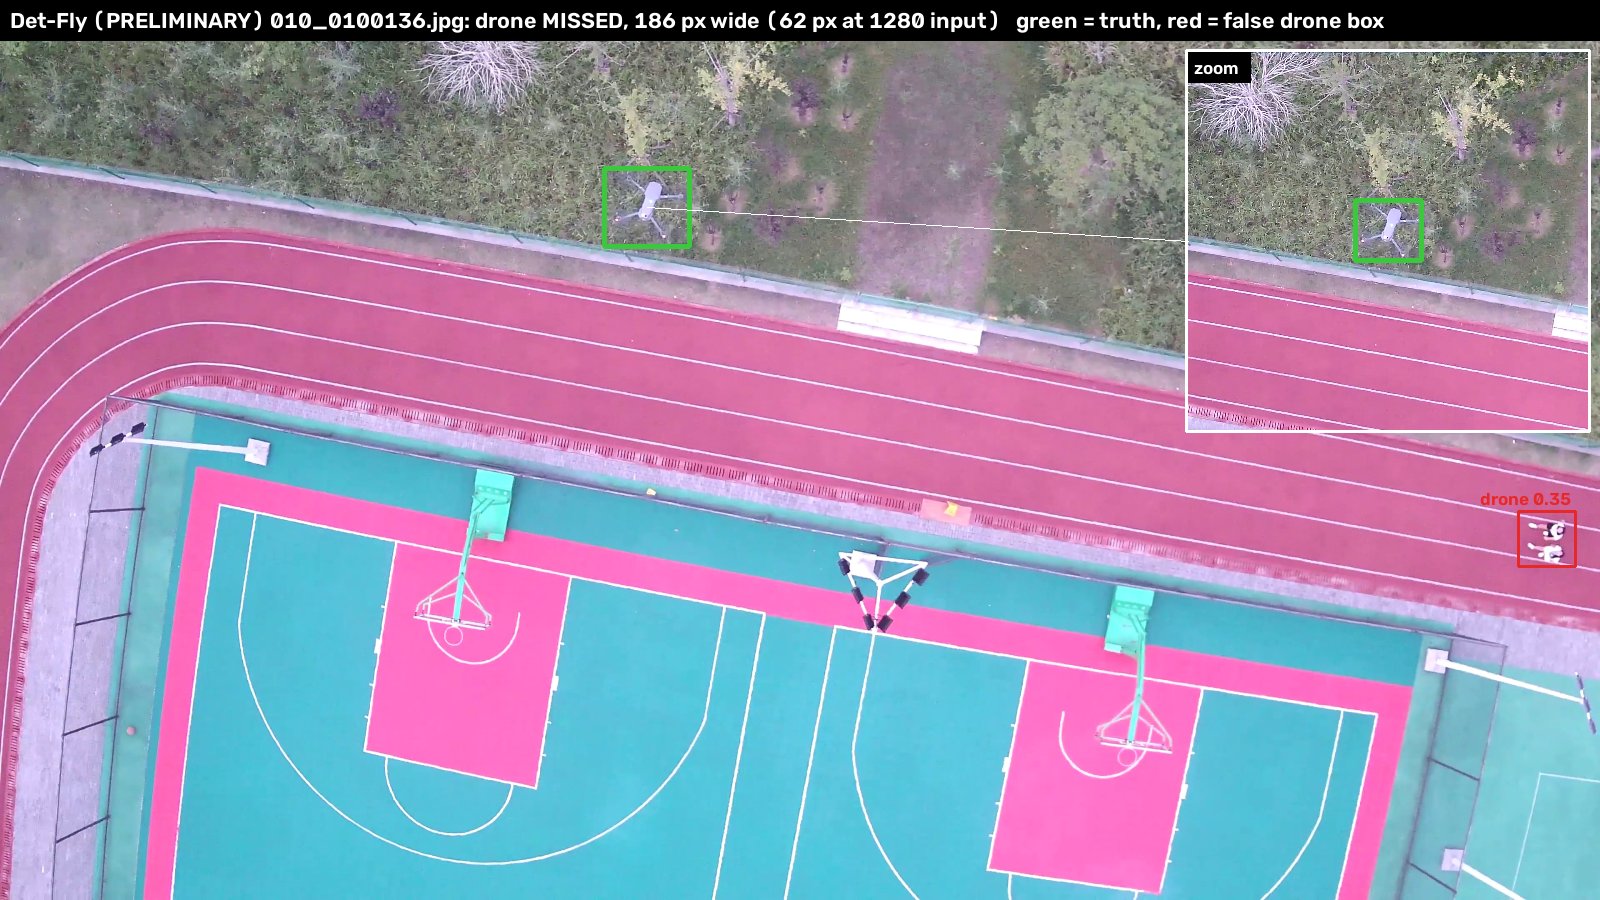 Det-Fly (PRELIMINARY) 010_0100136.jpg: drone MISSED, 186 px wide (62 px at 1280 input) green = truth, red = false drone box
zoom
drone 0.35